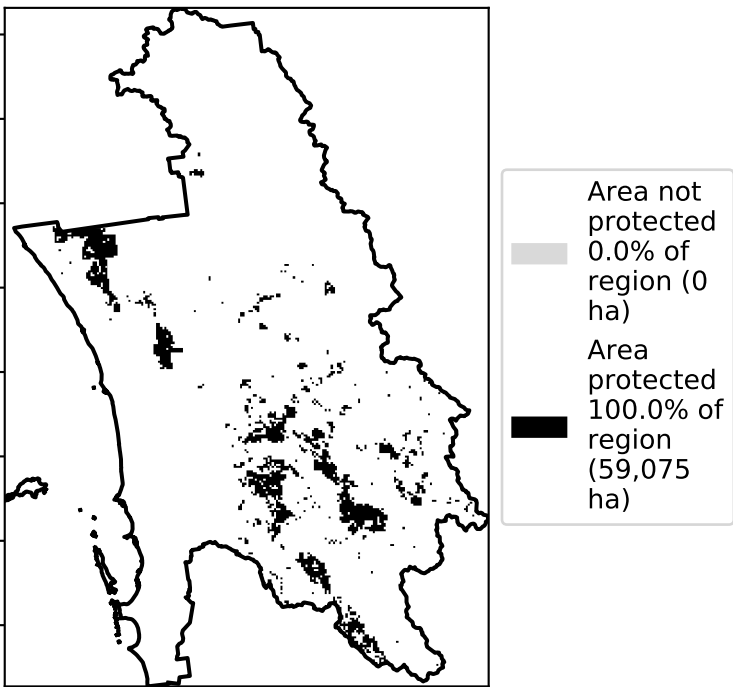 Area not
protected
0.0% of
region (0
ha)
Area
protected
100.0% of
region
(59,075
ha)